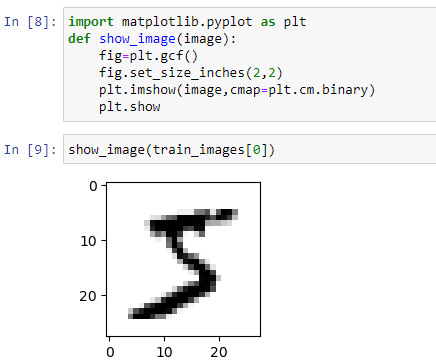 In [8]: import matplotlib.pyplot as plt
def show_image(image):
    fig=plt.gcf()
    fig.set_size_inches(2,2)
    plt.imshow(image,cmap=plt.cm.binary)
    plt.show
In [9]: show_image(train_images[0])
0
10
20
5
0 10 20